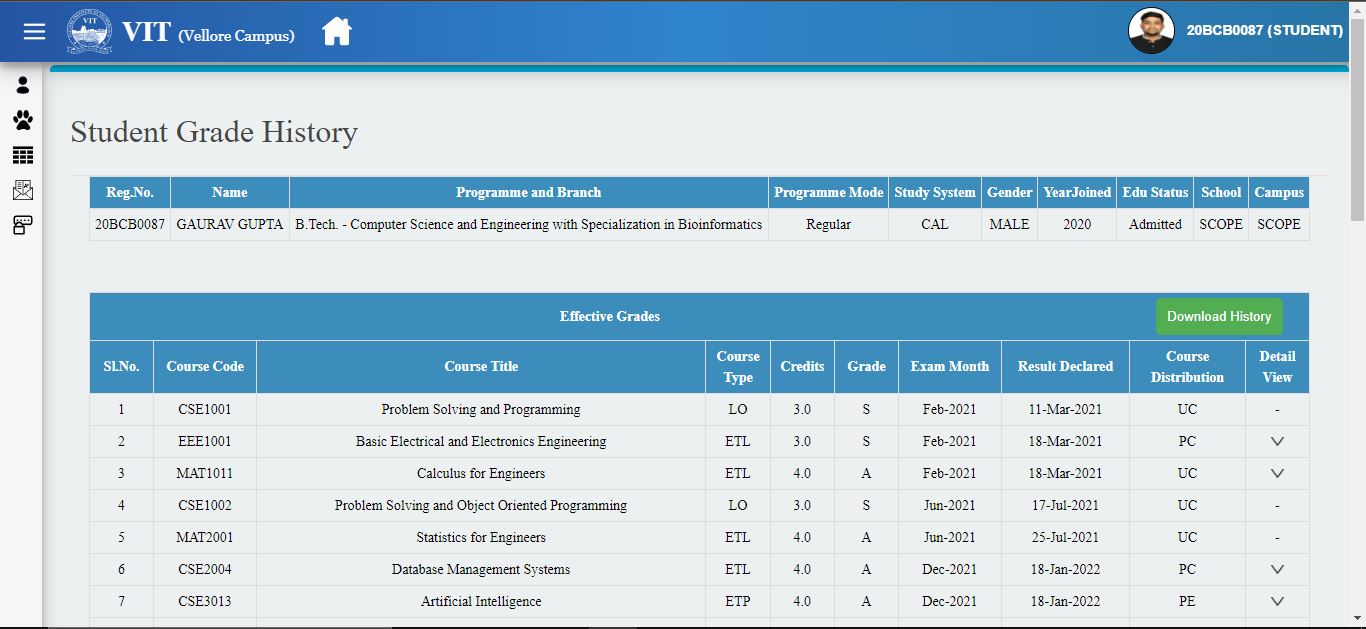 VIT (Vellore Campus)
20BCB0087 (STUDENT)
Student Grade History
Reg.No. Name Programme and Branch Programme Mode Study System Gender YearJoined Edu Status School Campus
20BCB0087 GAURAV GUPTA B.Tech. - Computer Science and Engineering with Specialization in Bioinformatics Regular CAL MALE 2020 Admitted SCOPE SCOPE
Effective Grades Download History
Sl.No. Course Code Course Title Course Type Credits Grade Exam Month Result Declared Course Distribution Detail View
1 CSE1001 Problem Solving and Programming LO 3.0 S Feb-2021 11-Mar-2021 UC -
2 EEE1001 Basic Electrical and Electronics Engineering ETL 3.0 S Feb-2021 18-Mar-2021 PC
3 MAT1011 Calculus for Engineers ETL 4.0 A Feb-2021 18-Mar-2021 UC
4 CSE1002 Problem Solving and Object Oriented Programming LO 3.0 S Jun-2021 17-Jul-2021 UC -
5 MAT2001 Statistics for Engineers ETL 4.0 A Jun-2021 25-Jul-2021 UC -
6 CSE2004 Database Management Systems ETL 4.0 A Dec-2021 18-Jan-2022 PC
7 CSE3013 Artificial Intelligence ETP 4.0 A Dec-2021 18-Jan-2022 PE